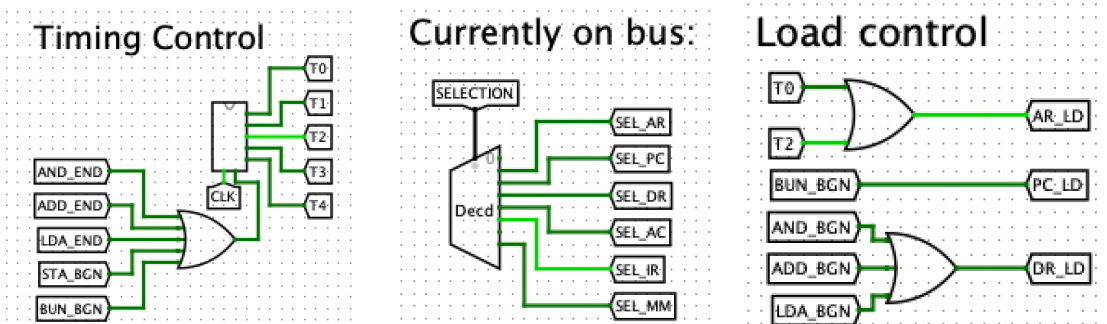 Timing Control
T0
T1
T2
T3
T4
CLK
AND_END
ADD_END
LDA_END
STA_BGN
BUN_BGN
Currently on bus:
SELECTION
0
Decd
SEL_AR
SEL_PC
SEL_DR
SEL_AC
SEL_IR
SEL_MM
Load control
T0
T2
AR_LD
BUN_BGN
PC_LD
AND_BGN
ADD_BGN
LDA_BGN
DR_LD